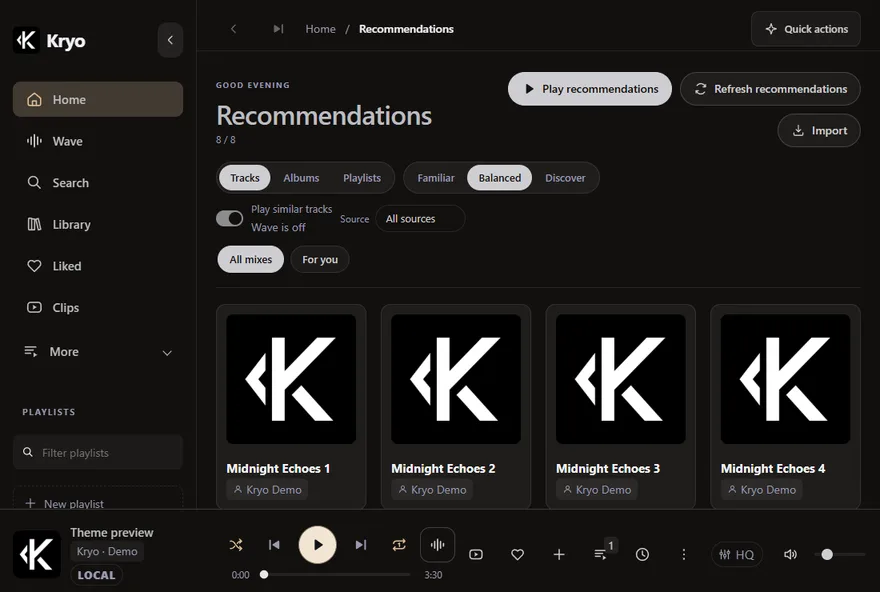 Kryo
Home
Wave
Search
Library
Liked
Clips
More
PLAYLISTS
Filter playlists
New playlist
Home / Recommendations
Quick actions
GOOD EVENING
Recommendations
8 / 8
Play recommendations
Refresh recommendations
Import
Tracks Albums Playlists
Familiar Balanced Discover
Play similar tracks
Wave is off
Source
All sources
All mixes
For you
Midnight Echoes 1
Kryo Demo
Midnight Echoes 2
Kryo Demo
Midnight Echoes 3
Kryo Demo
Midnight Echoes 4
Kryo Demo
Theme preview
Kryo · Demo
LOCAL
0:00
3:30
1
HQ